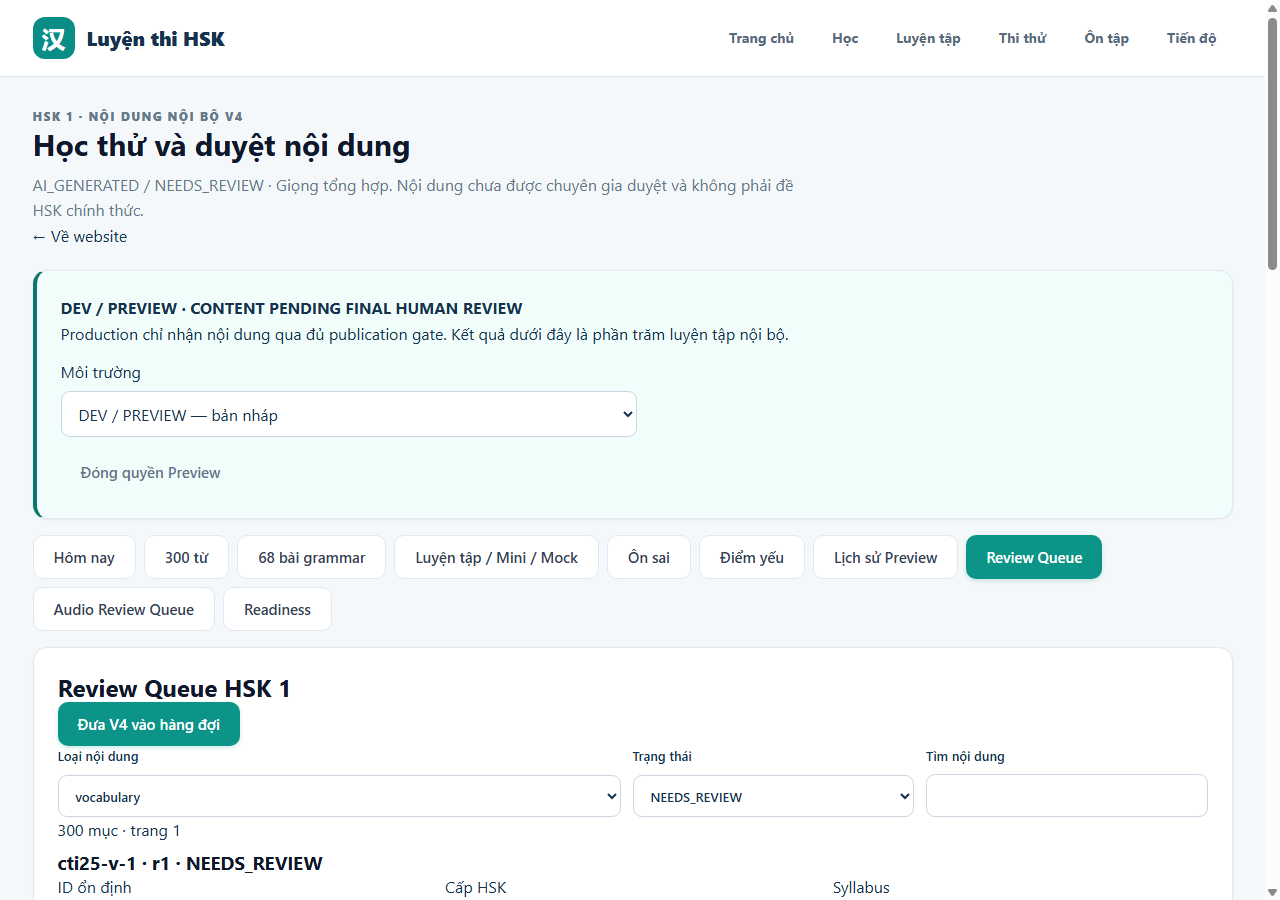 汉 Luyện thi HSK
Trang chủ Học Luyện tập Thi thử Ôn tập Tiến độ
HSK 1 · NỘI DUNG NỘI BỘ V4
Học thử và duyệt nội dung
AI_GENERATED / NEEDS_REVIEW · Giọng tổng hợp. Nội dung chưa được chuyên gia duyệt và không phải đề
HSK chính thức.
← Về website
DEV / PREVIEW · CONTENT PENDING FINAL HUMAN REVIEW
Production chỉ nhận nội dung qua đủ publication gate. Kết quả dưới đây là phần trăm luyện tập nội bộ.
Môi trường
DEV / PREVIEW — bản nháp
Đóng quyền Preview
Hôm nay 300 từ 68 bài grammar Luyện tập / Mini / Mock Ôn sai Điểm yếu Lịch sử Preview Review Queue
Audio Review Queue Readiness
Review Queue HSK 1
Đưa V4 vào hàng đợi
Loại nội dung Trạng thái Tìm nội dung
vocabulary NEEDS_REVIEW
300 mục · trang 1
cti25-v-1 · r1 · NEEDS_REVIEW
ID ổn định Cấp HSK Syllabus